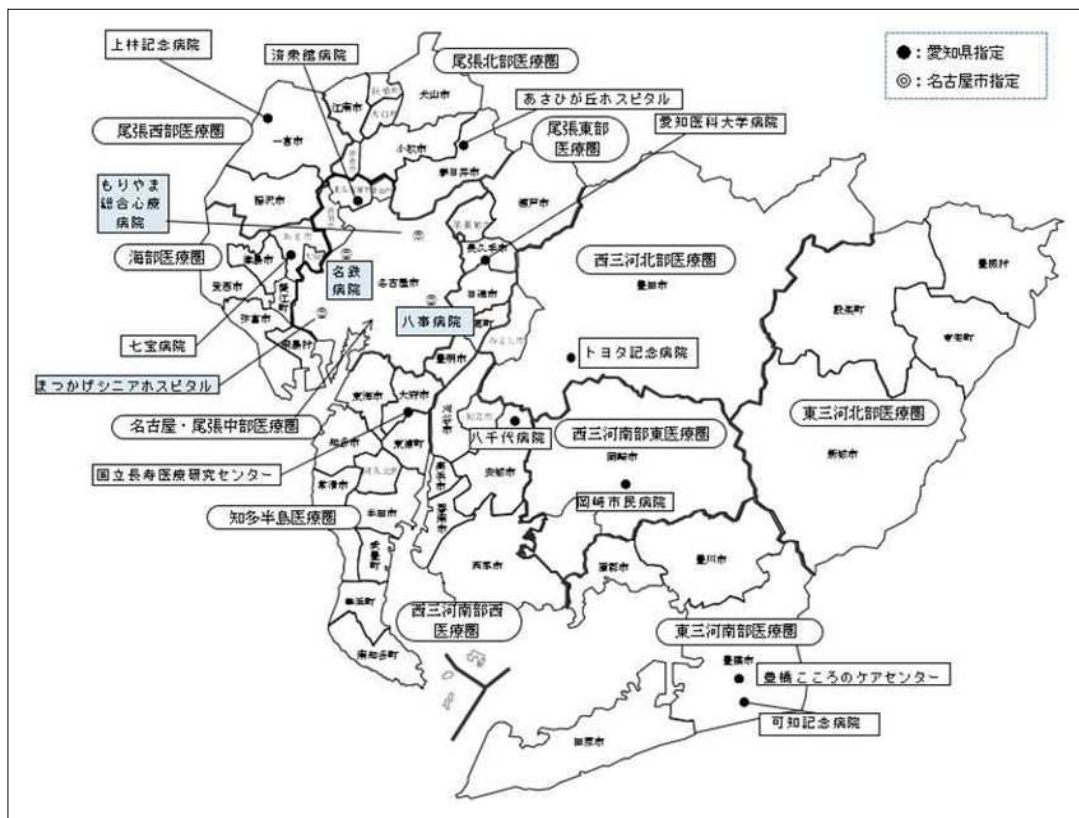 上林記念病院
済衆館病院
尾張北部医療圏
●：愛知県指定
◎：名古屋市指定
犬山市
江南市
あさひが丘ホスピタル
愛知医科大学病院
尾張西部医療圏
一宮市
小牧市
尾張東部
医療圏
春日井市
もりやま
総合心療
病院
稲沢市
瀬戸市
海部医療圏
津島市
長久手市
西三河北部医療圏
豊田市
豊根村
愛西市
名鉄
病院
名古屋市
日進市
設楽町
弥富市
八事病院
東栄町
七宝病院
飛島村
豊明市
みよし市
トヨタ記念病院
まつかげシニアホスピタル
東海市
大府市
東三河北部医療圏
名古屋・尾張中部医療圏
知多市
東浦町
刈谷市
知立市
八千代病院
西三河南部東医療圏
岡崎市
新城市
国立長寿医療研究センター
安城市
常滑市
高浜市
岡崎市民病院
知多半島医療圏
半田市
碧南市
武豊町
西尾市
豊川市
蒲郡市
美浜町
西三河南部西
医療圏
東三河南部医療圏
南知多町
豊橋市
豊橋こころのケアセンター
可知記念病院
田原市